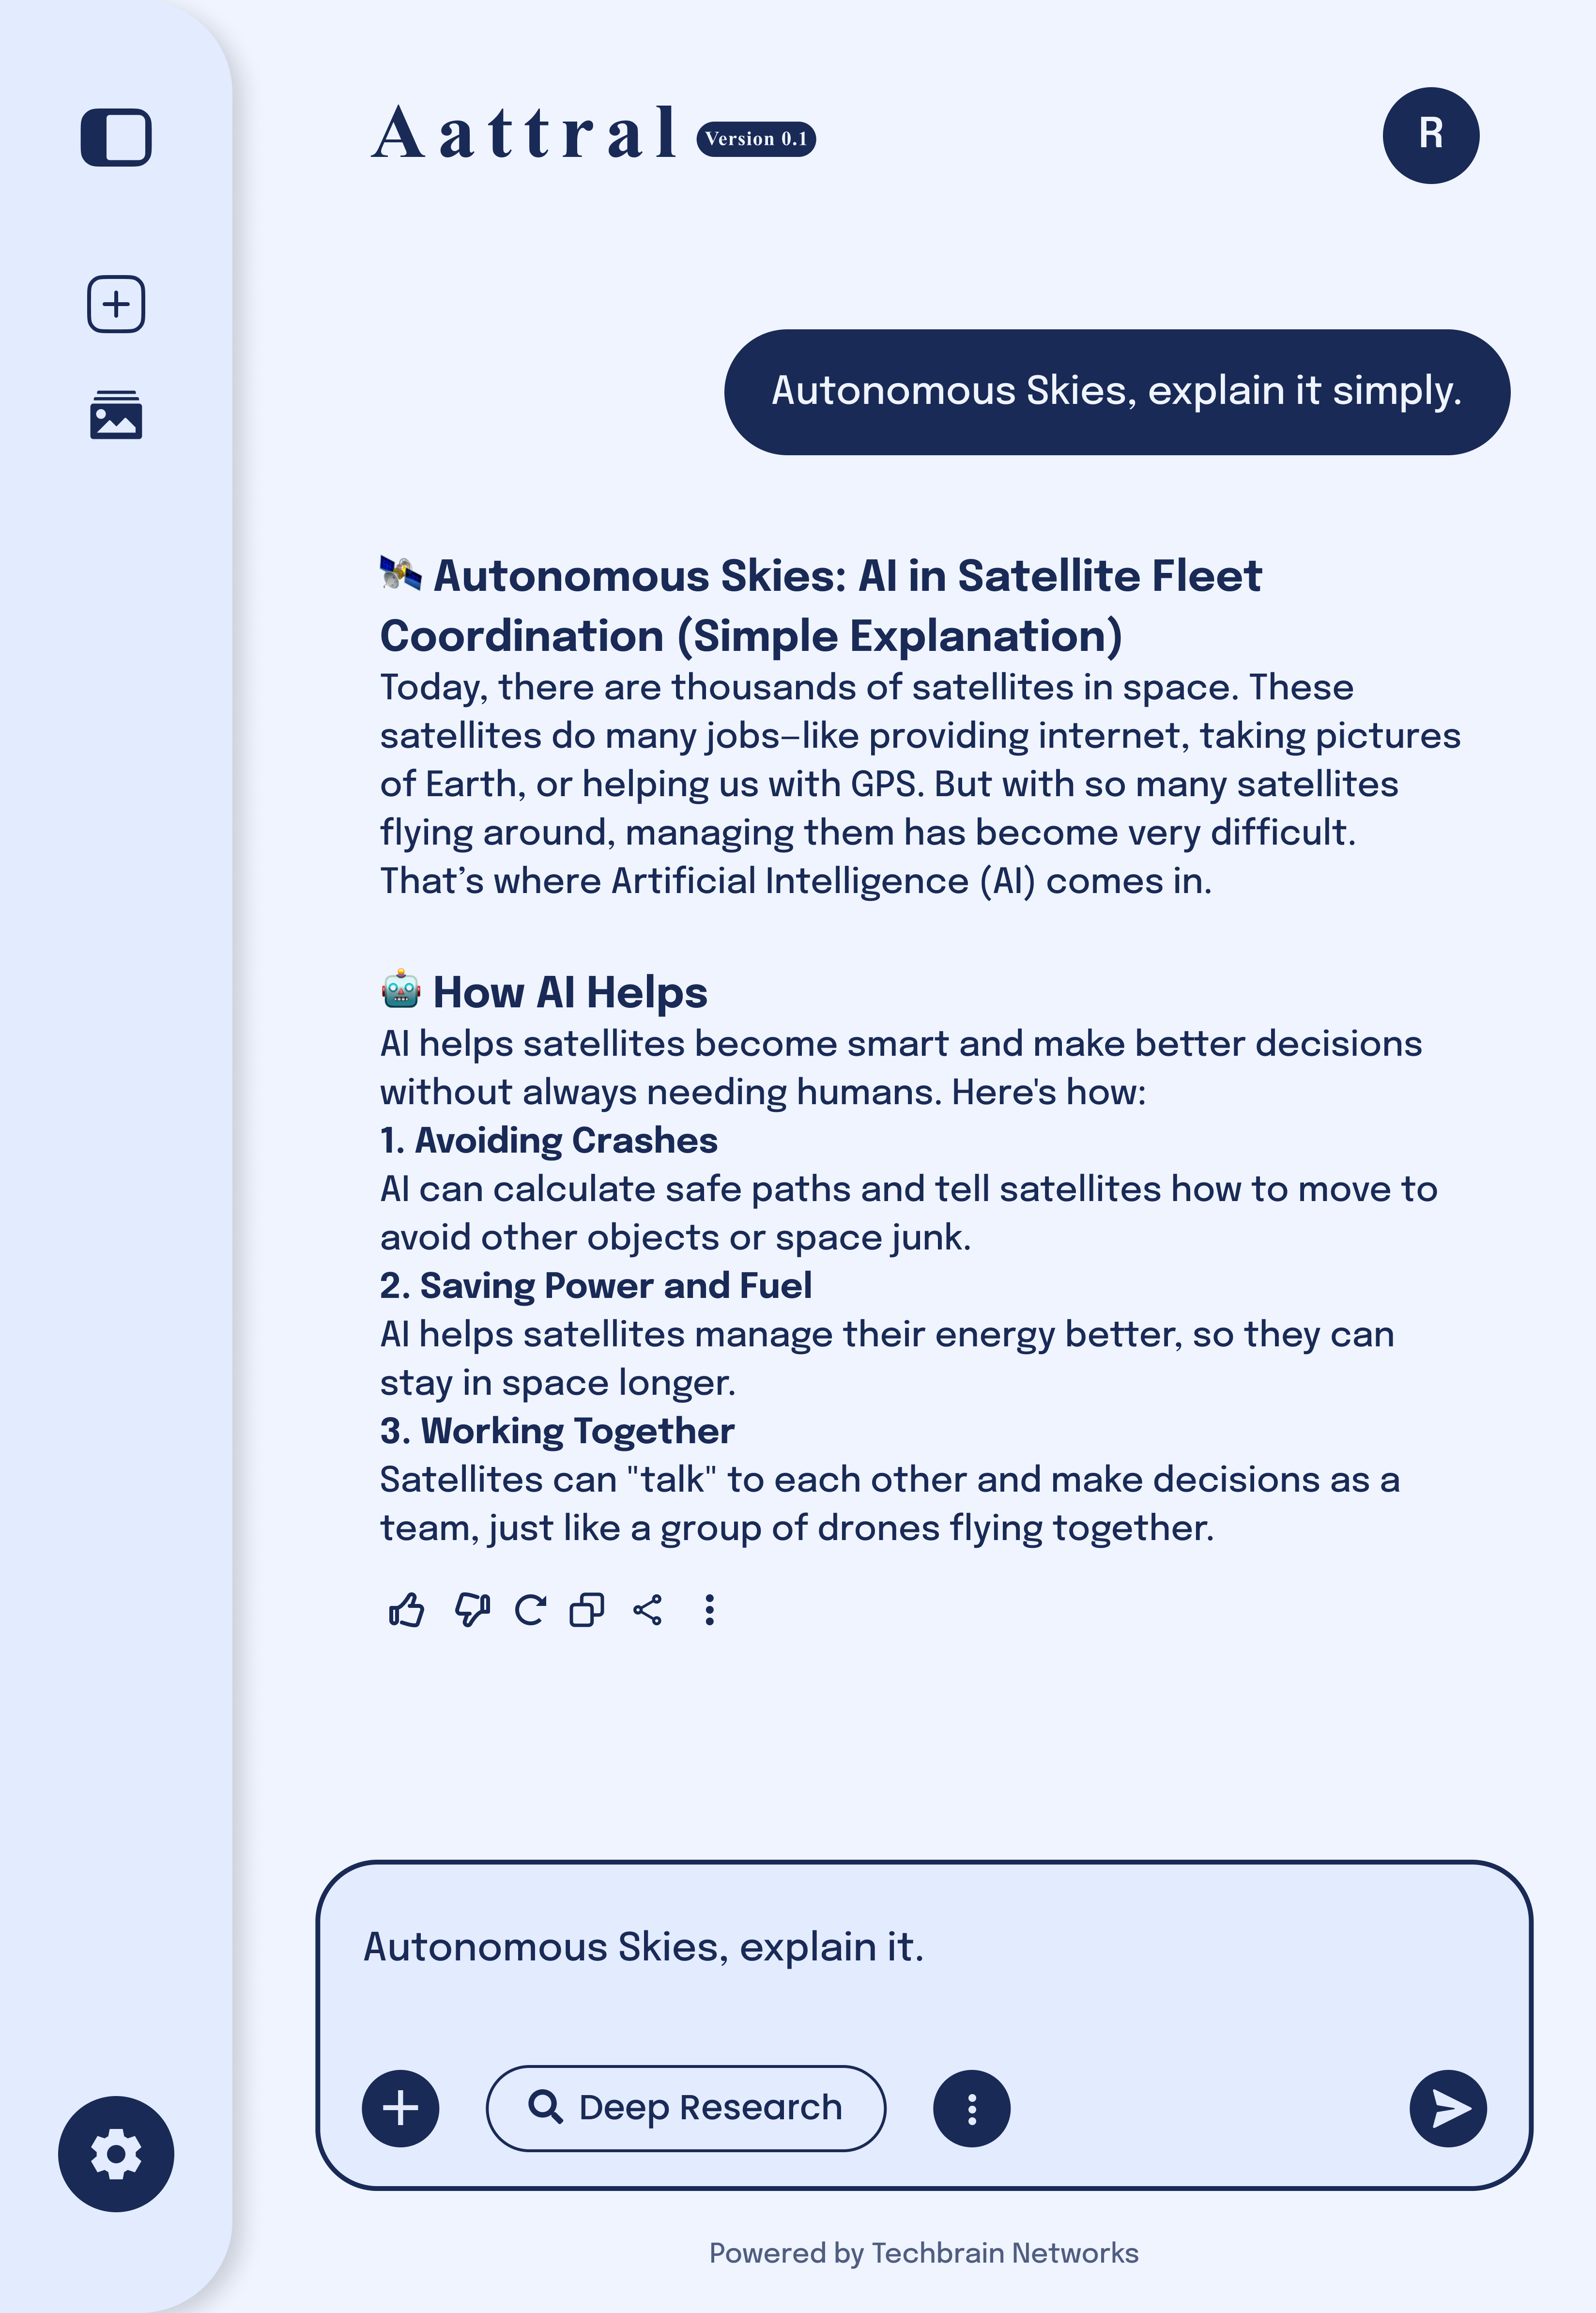 Aattral Version 0.1
R
Autonomous Skies, explain it simply.
🛰️ Autonomous Skies: AI in Satellite Fleet
Coordination (Simple Explanation)
Today, there are thousands of satellites in space. These
satellites do many jobs—like providing internet, taking pictures
of Earth, or helping us with GPS. But with so many satellites
flying around, managing them has become very difficult.
That’s where Artificial Intelligence (AI) comes in.
🤖 How AI Helps
AI helps satellites become smart and make better decisions
without always needing humans. Here's how:
1. Avoiding Crashes
AI can calculate safe paths and tell satellites how to move to
avoid other objects or space junk.
2. Saving Power and Fuel
AI helps satellites manage their energy better, so they can
stay in space longer.
3. Working Together
Satellites can "talk" to each other and make decisions as a
team, just like a group of drones flying together.
Autonomous Skies, explain it.
Deep Research
Powered by Techbrain Networks